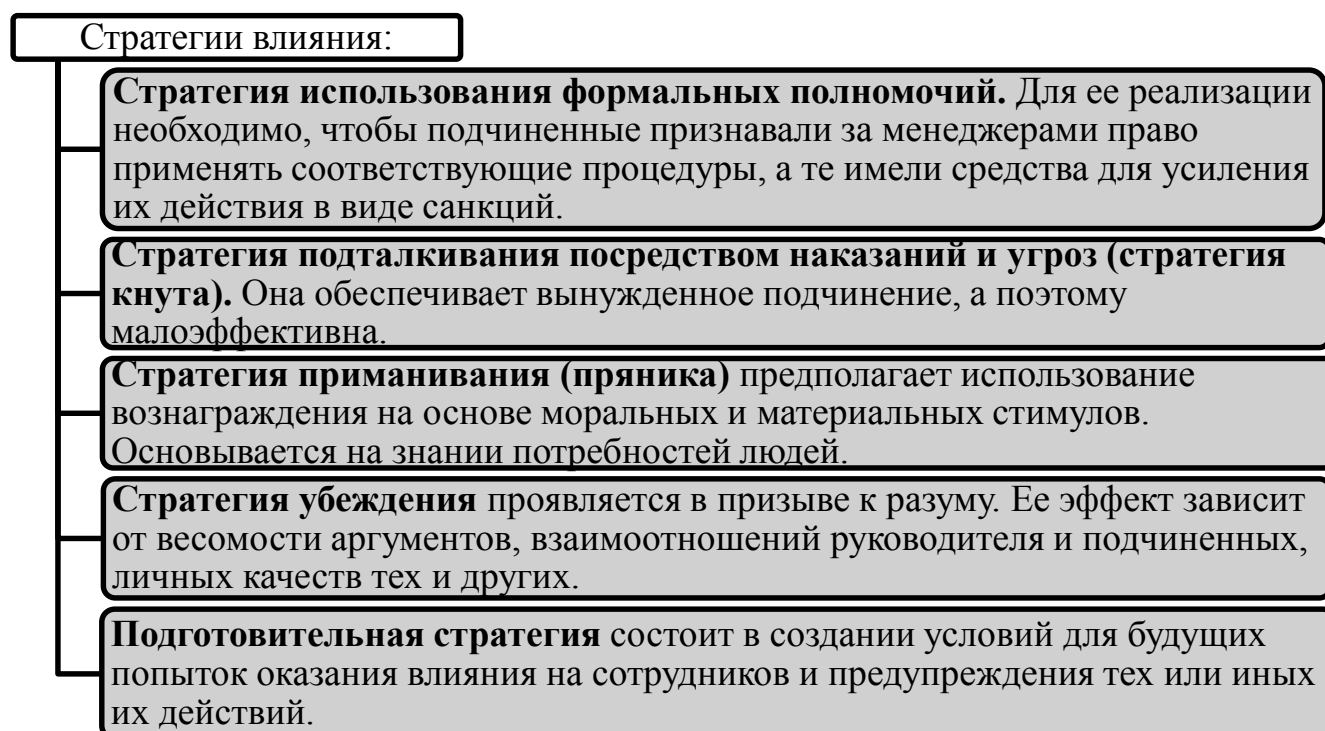 Стратегии влияния:
Стратегия использования формальных полномочий. Для ее реализации
необходимо, чтобы подчиненные признавали за менеджерами право
применять соответствующие процедуры, а те имели средства для усиления
их действия в виде санкций.
Стратегия подталкивания посредством наказаний и угроз (стратегия
кнута). Она обеспечивает вынужденное подчинение, а поэтому
малоэффективна.
Стратегия приманивания (пряника) предполагает использование
вознаграждения на основе моральных и материальных стимулов.
Основывается на знании потребностей людей.
Стратегия убеждения проявляется в призыве к разуму. Ее эффект зависит
от весомости аргументов, взаимоотношений руководителя и подчиненных,
личных качеств тех и других.
Подготовительная стратегия состоит в создании условий для будущих
попыток оказания влияния на сотрудников и предупреждения тех или иных
их действий.